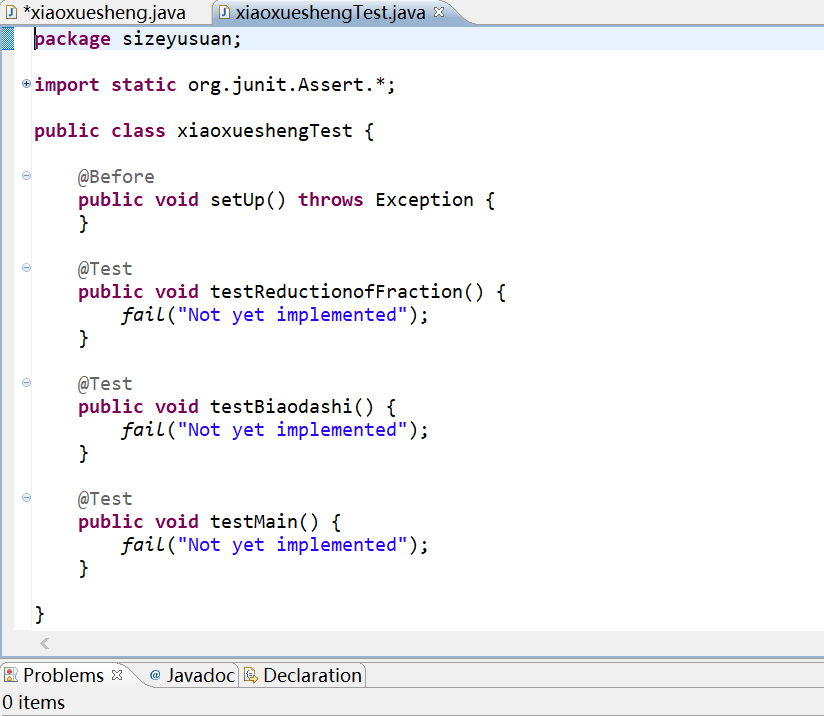 *xiaoxuesheng.java xiaoxueshengTest.java
package sizeyusuan;
import static org.junit.Assert.*;
public class xiaoxueshengTest {
@Before
public void setUp() throws Exception {
}
@Test
public void testReductionofFraction() {
fail("Not yet implemented");
}
@Test
public void testBiaodashi() {
fail("Not yet implemented");
}
@Test
public void testMain() {
fail("Not yet implemented");
}
}
Problems @ Javadoc Declaration
0 items